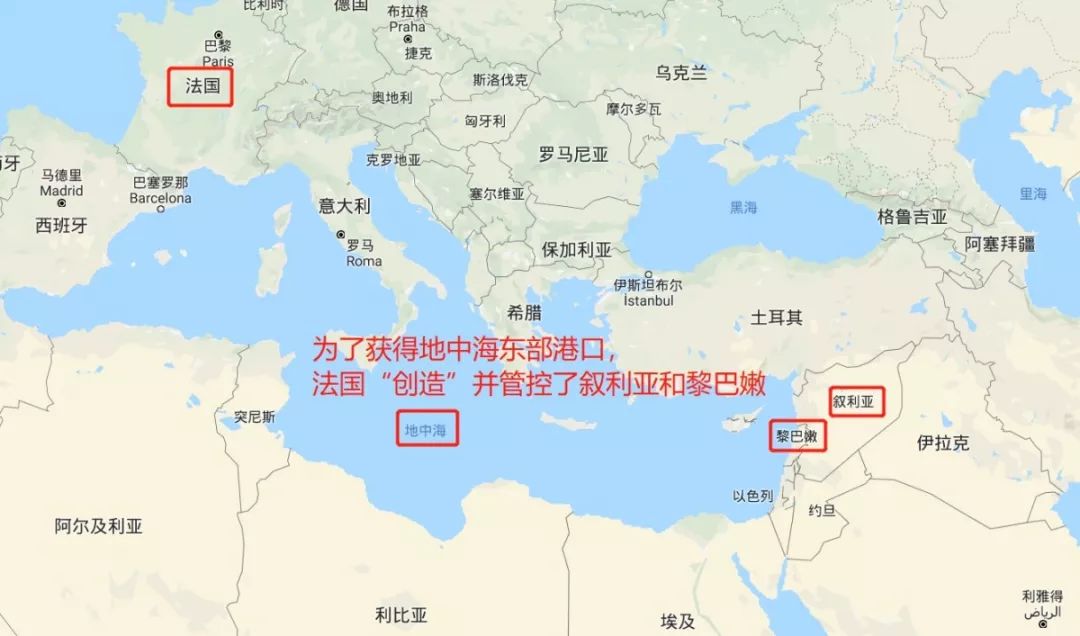 比利时
德国
布拉格
Praha
捷克
巴黎
Paris
法国
斯洛伐克
乌克兰
奥地利
摩尔多瓦
匈牙利
克罗地亚
罗马尼亚
马德里
Madrid
巴塞罗那
Barcelona
塞尔维亚
里海
意大利
黑海
格鲁吉亚
西班牙
罗马
Roma
保加利亚
阿塞拜疆
伊斯坦布尔
İstanbul
希腊
土耳其
为了获得地中海东部港口,
法国“创造”并管控了叙利亚和黎巴嫩
叙利亚
突尼斯
地中海
黎巴嫩
伊拉克
以色列
约旦
阿尔及利亚
利雅得
الرياض
利比亚
埃及